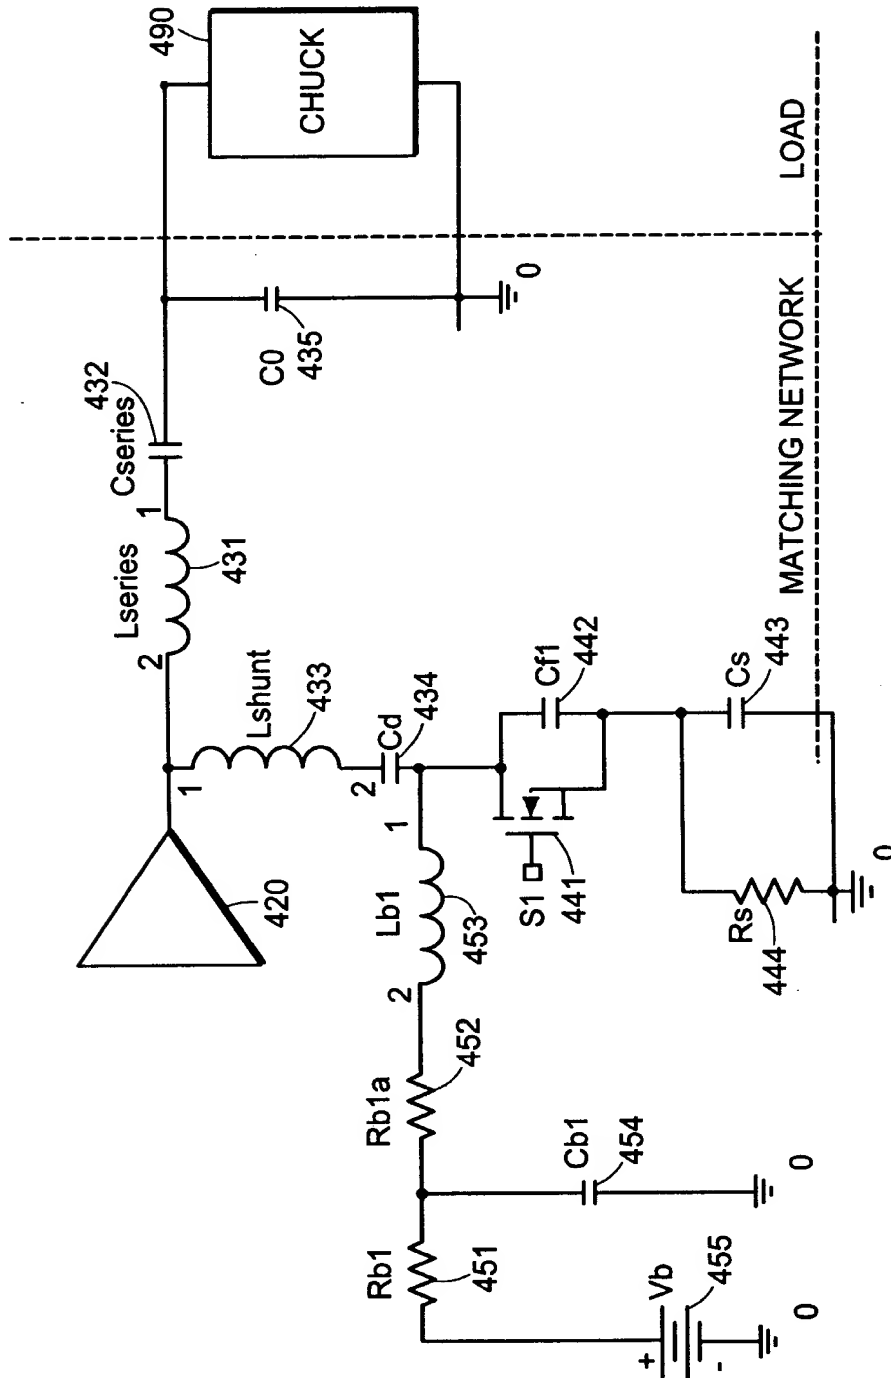 490
CHUCK
LOAD
432
Cseries
C0
435
0
Lseries
1
2
431
MATCHING NETWORK
420
1
Lshunt
433
2
Cd
434
1
Lb1
2
453
S1
441
Cf1
442
Cs
443
Rs
444
0
Rb1a
452
Rb1
451
Cb1
454
0
Vb
+
-
455
0